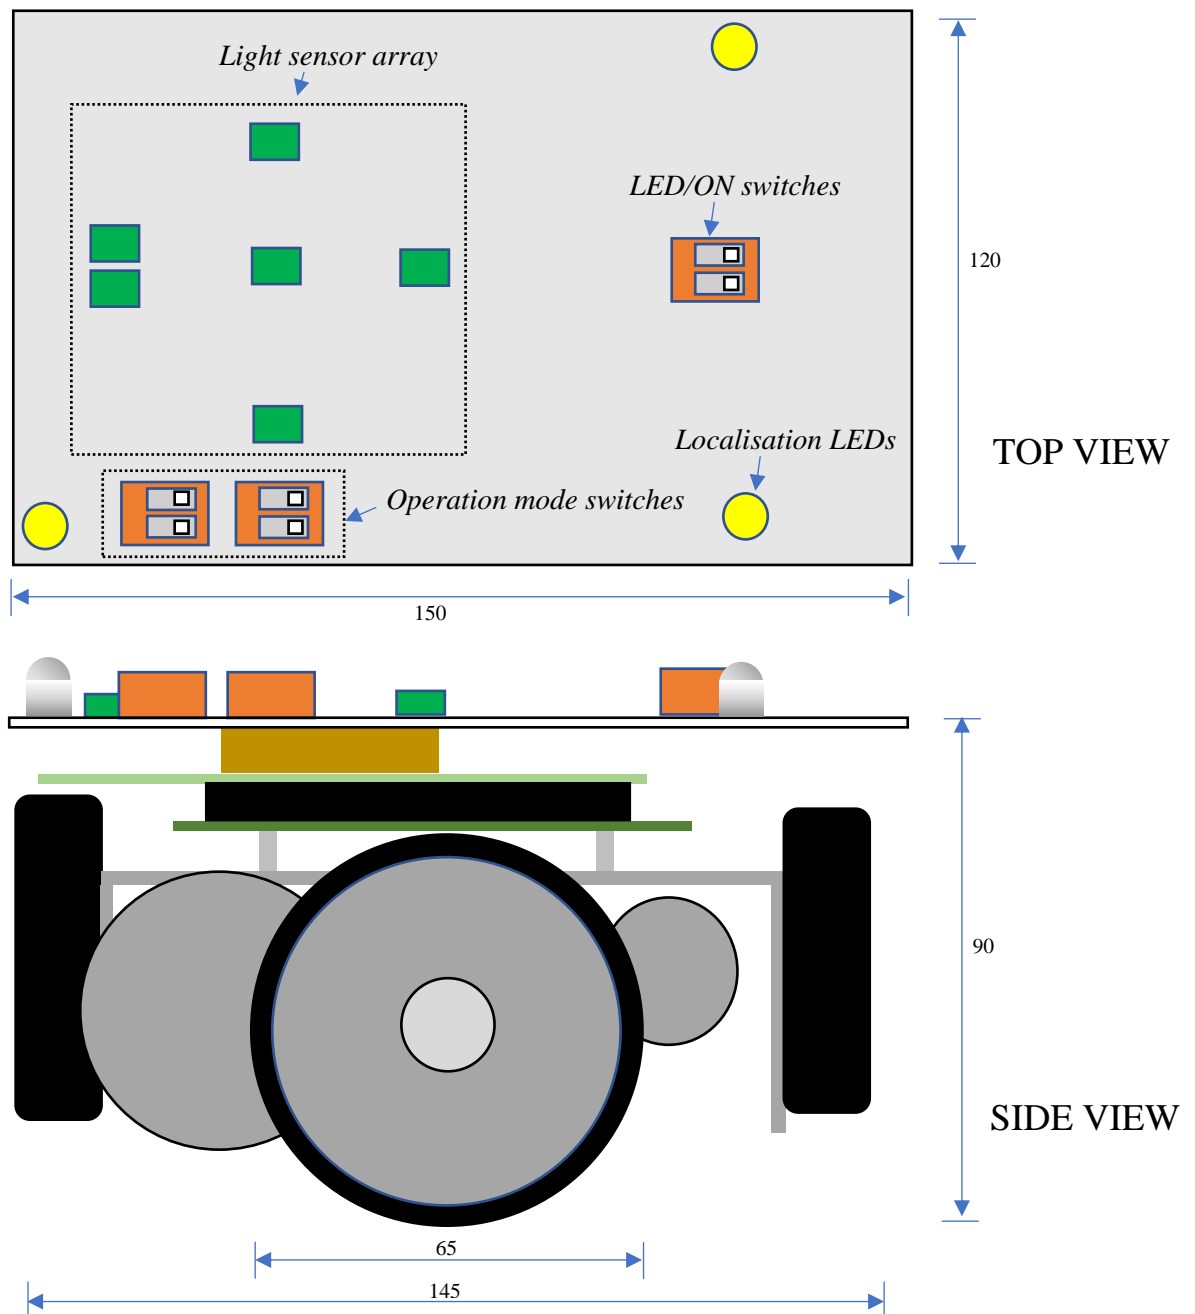 Light sensor array
LED/ON switches
120
Localisation LEDs
TOP VIEW
Operation mode switches
150
90
SIDE VIEW
65
145